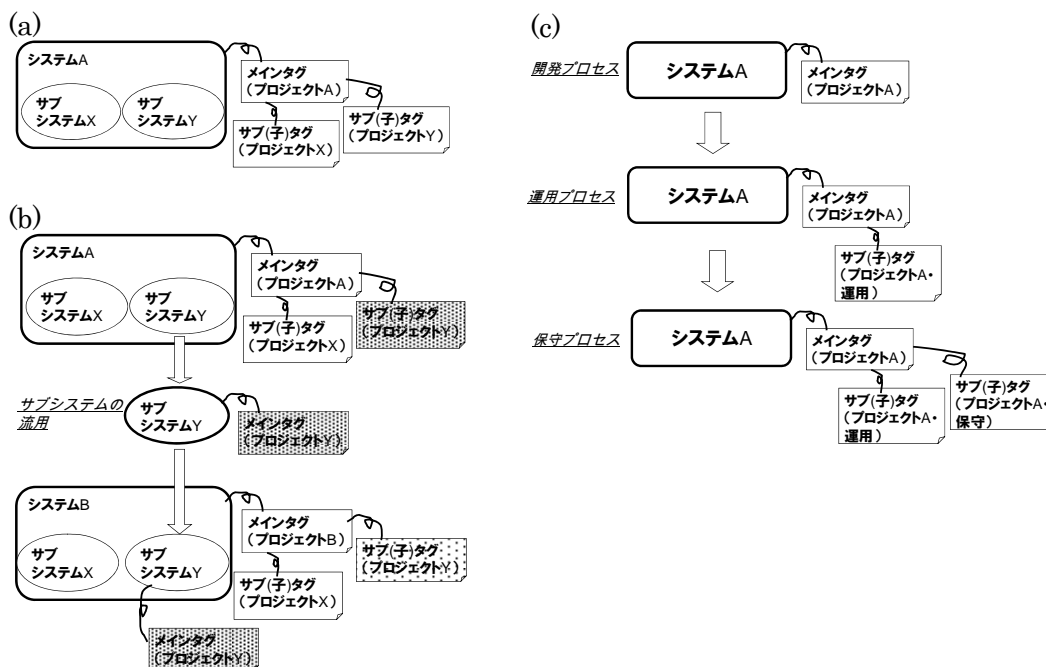 (a)
システムA
サブ
システムX
サブ
システムY
メインタグ
(プロジェクトA)
サブ(子)タグ
(プロジェクトX)
サブ(子)タグ
(プロジェクトY)
(b)
システムA
サブ
システムX
サブ
システムY
メインタグ
(プロジェクトA)
サブ(子)タグ
(プロジェクトX)
サブ(子)タグ
(プロジェクトY)
サブシステムの
流用
サブ
システムY
メインタグ
(プロジェクトY)
システムB
サブ
システムX
サブ
システムY
メインタグ
(プロジェクトB)
サブ(子)タグ
(プロジェクトX)
サブ(子)タグ
(プロジェクトY)
メインタグ
(プロジェクトY)
(c)
開発プロセス
システムA
メインタグ
(プロジェクトA)
運用プロセス
システムA
メインタグ
(プロジェクトA)
サブ(子)タグ
(プロジェクトA・
運用)
保守プロセス
システムA
メインタグ
(プロジェクトA)
サブ(子)タグ
(プロジェクトA・
運用)
サブ(子)タグ
(プロジェクトA・
保守)